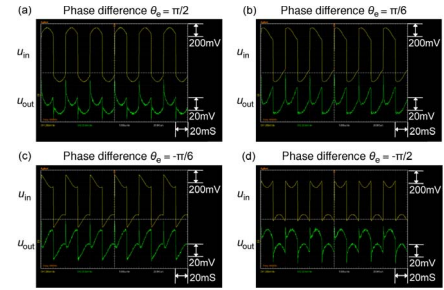 (a) Phase difference θe = π/2
uin
200mV
uout
20mV
20mS
(b) Phase difference θe = π/6
uin
200mV
uout
20mV
20mS
(c) Phase difference θe = -π/6
uin
200mV
uout
20mV
20mS
(d) Phase difference θe = -π/2
uin
200mV
uout
20mV
20mS